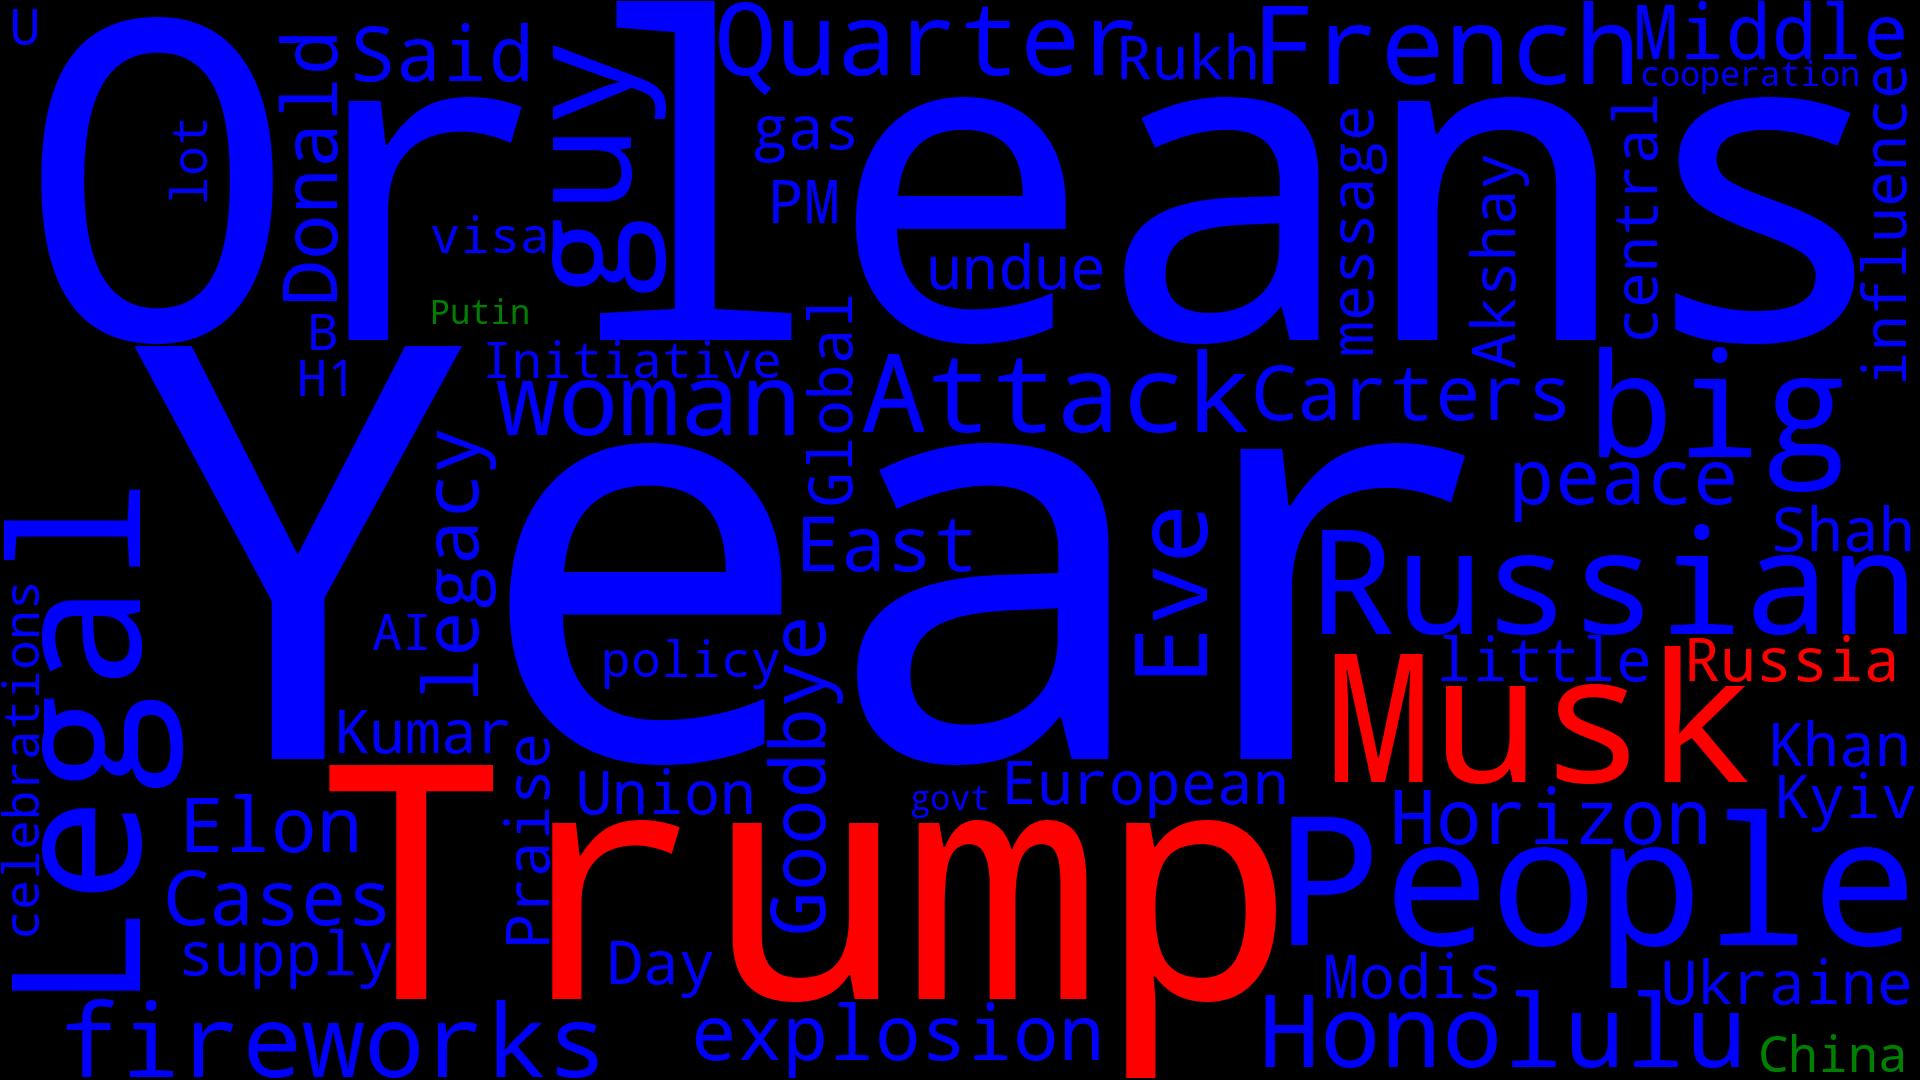 U
Orleans
Said
Quarter
Rukh
French
Middle
cooperation
lot
Donald
guy
gas
PM
visa
undue
message
Akshay
central
influence
Putin
B
H1
Initiative
Global
Woman
Attack
Carters
big
Year
legacy
peace
Legal
East
Eve
Shah
Russian
celebrations
AI
policy
Goodbye
little
Russia
Musk
Kumar
Khan
Praise
Union
govt
European
Kyiv
Elon
Horizon
Trump
People
Cases
supply
Day
Modis
Ukraine
fireworks
explosion
Honolulu
China